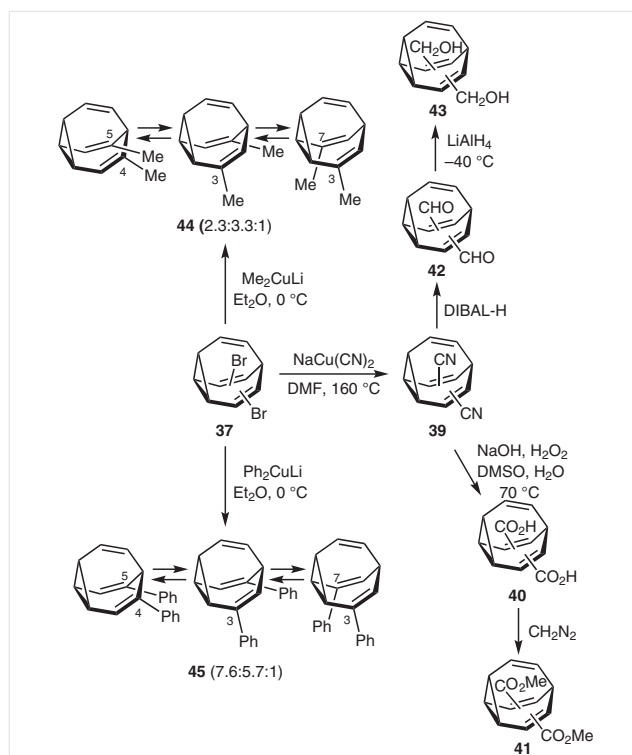 CH2OH
CH2OH
43
LiAlH4
–40 °C
5
Me
4
Me
Me
3
Me
7
Me
3
Me
44 (2.3:3.3:1)
CHO
CHO
42
Me2CuLi
Et2O, 0 °C
DIBAL-H
Br
Br
37
NaCu(CN)2
DMF, 160 °C
CN
CN
39
Ph2CuLi
Et2O, 0 °C
NaOH, H2O2
DMSO, H2O
70 °C
5
Ph
4
Ph
Ph
3
Ph
7
Ph
3
Ph
45 (7.6:5.7:1)
CO2H
CO2H
40
CH2N2
CO2Me
CO2Me
41